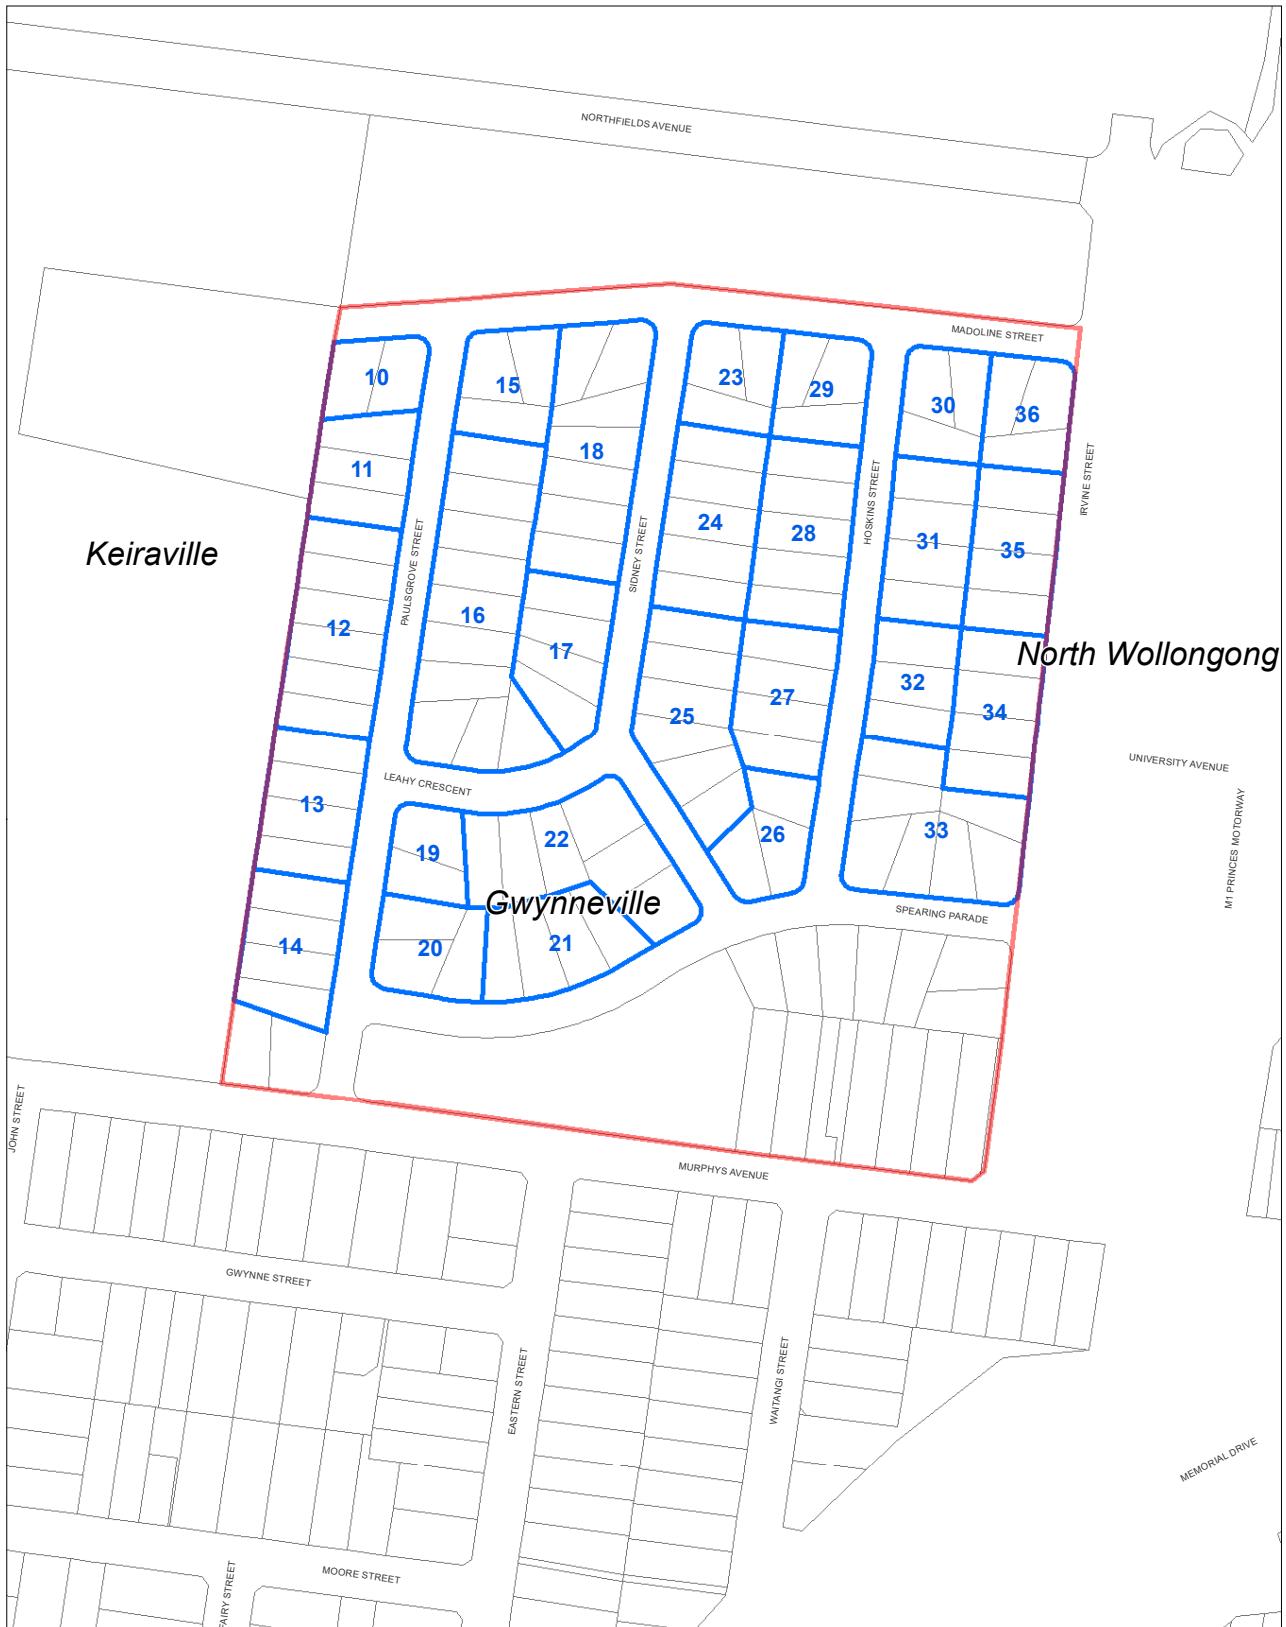 NORTHFIELDS AVENUE
MADOLINE STREET
10
15
23
29
30
36
11
18
IRVINE STREET
HOSKINS STREET
24
28
31
35
Keiraville
PAULSGROVE STREET
SIDNEY STREET
12
16
17
North Wollongong
32
34
25
27
UNIVERSITY AVENUE
LEAHY CRESCENT
13
M1 PRINCES MOTORWAY
19
22
26
33
Gwynneville
SPEARING PARADE
14
20
21
JOHN STREET
MURPHYS AVENUE
GWYNNE STREET
EASTERN STREET
WAITANGI STREET
MEMORIAL DRIVE
MOORE STREET
FAIRY STREET